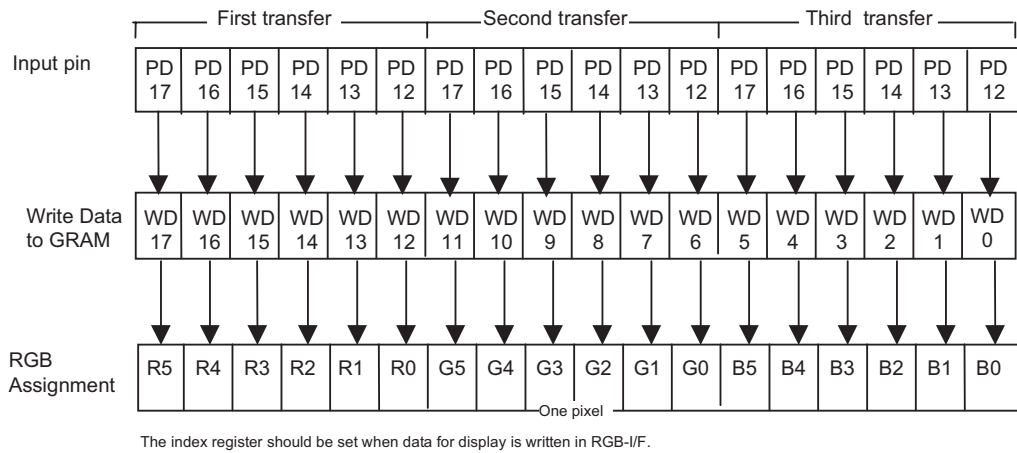 First transfer Second transfer Third transfer
Input pin PD 17 PD 16 PD 15 PD 14 PD 13 PD 12 PD 17 PD 16 PD 15 PD 14 PD 13 PD 12 PD 17 PD 16 PD 15 PD 14 PD 13 PD 12
Write Data to GRAM WD 17 WD 16 WD 15 WD 14 WD 13 WD 12 WD 11 WD 10 WD 9 WD 8 WD 7 WD 6 WD 5 WD 4 WD 3 WD 2 WD 1 WD 0
RGB Assignment R5 R4 R3 R2 R1 R0 G5 G4 G3 G2 G1 G0 B5 B4 B3 B2 B1 B0
One pixel
The index register should be set when data for display is written in RGB-I/F.